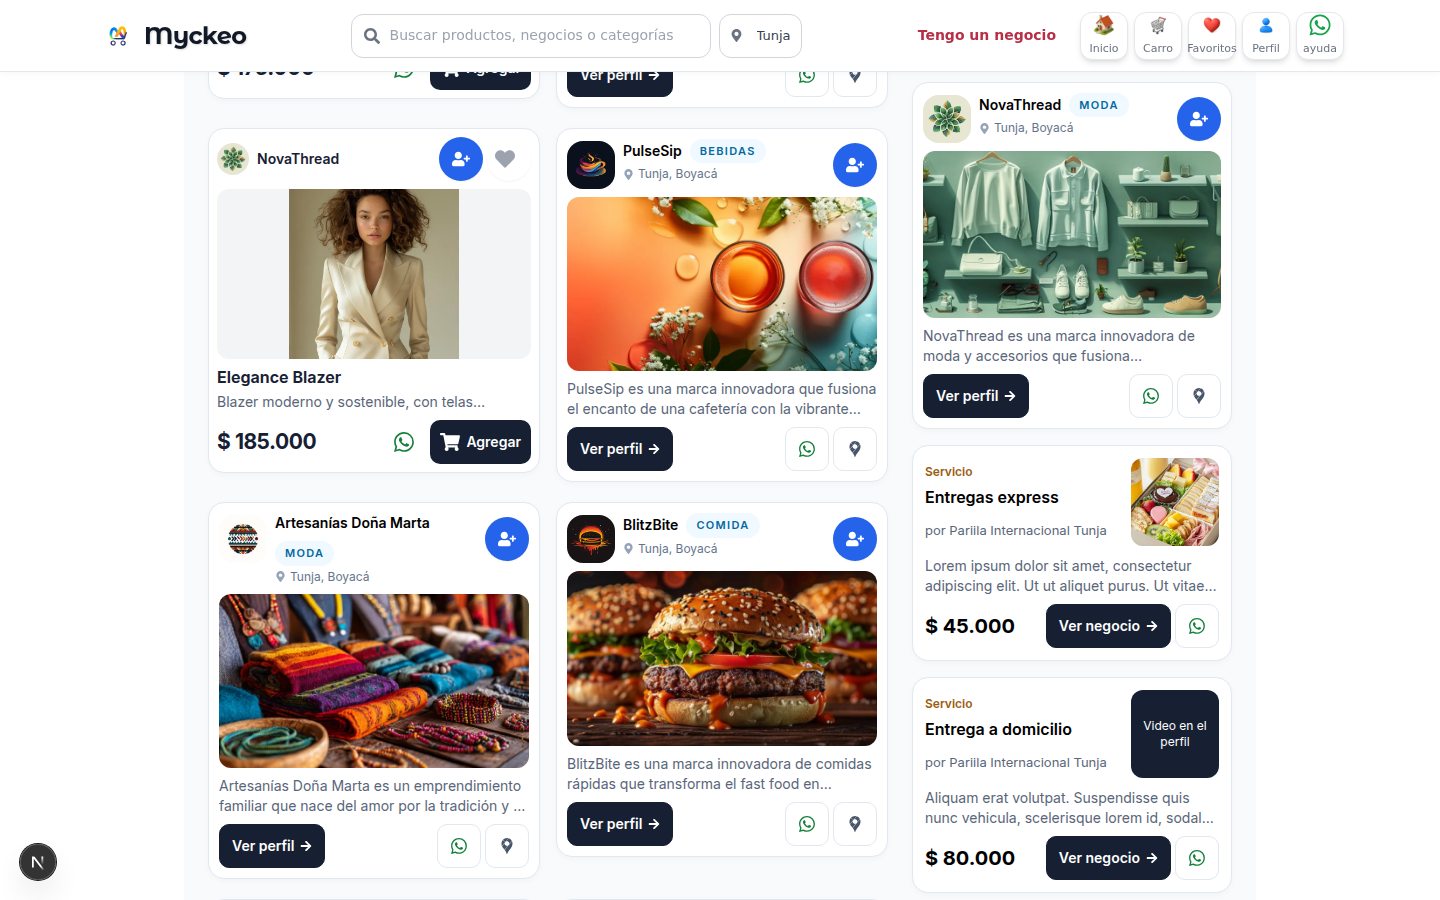 Myckeo
Buscar productos, negocios o categorías
Tunja
Tengo un negocio
Inicio
Carro
Favoritos
Perfil
ayuda
Ver perfil
NovaThread
Elegance Blazer
Blazer moderno y sostenible, con telas...
$ 185.000
Agregar
Artesanías Doña Marta
MODA
Tunja, Boyacá
Artesanías Doña Marta es un emprendimiento
familiar que nace del amor por la tradición y ...
Ver perfil
PulseSip
BEBIDAS
Tunja, Boyacá
PulseSip es una marca innovadora que fusiona
el encanto de una cafetería con la vibrante...
Ver perfil
BlitzBite
COMIDA
Tunja, Boyacá
BlitzBite es una marca innovadora de comidas
rápidas que transforma el fast food en...
Ver perfil
NovaThread
MODA
Tunja, Boyacá
NovaThread es una marca innovadora de
moda y accesorios que fusiona...
Ver perfil
Servicio
Entregas express
por Pariila Internacional Tunja
Lorem ipsum dolor sit amet, consectetur
adipiscing elit. Ut ut aliquet purus. Ut vitae...
$ 45.000
Ver negocio
Servicio
Entrega a domicilio
por Pariila Internacional Tunja
Video en el
perfil
Aliquam erat volutpat. Suspendisse quis
nunc vehicula, scelerisque lorem id, sodal...
$ 80.000
Ver negocio
N